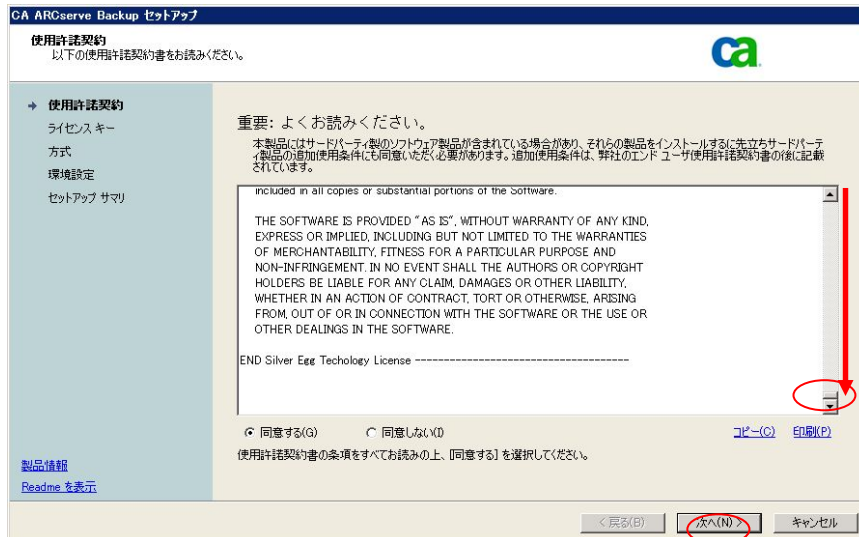 CA ARCserve Backup セットアップ
使用許諾契約
以下の使用許諾契約書をお読みください。
ca
使用許諾契約
ライセンス キー
方式
環境設定
セットアップ サマリ
重要: よくお読みください。
本製品にはサードパーティ製のソフトウェア製品が含まれている場合があり、それらの製品をインストールするに先立ちサードパーテ
ィ製品の追加使用条件にも同意いただく必要があります。追加使用条件は、弊社のエンド ユーザ使用許諾契約書の後に記載
されています。
included in all copies or substantial portions of the Software.
THE SOFTWARE IS PROVIDED "AS IS", WITHOUT WARRANTY OF ANY KIND,
EXPRESS OR IMPLIED, INCLUDING BUT NOT LIMITED TO THE WARRANTIES
OF MERCHANTABILITY, FITNESS FOR A PARTICULAR PURPOSE AND
NON-INFRINGEMENT. IN NO EVENT SHALL THE AUTHORS OR COPYRIGHT
HOLDERS BE LIABLE FOR ANY CLAIM, DAMAGES OR OTHER LIABILITY,
WHETHER IN AN ACTION OF CONTRACT, TORT OR OTHERWISE, ARISING
FROM, OUT OF OR IN CONNECTION WITH THE SOFTWARE OR THE USE OR
OTHER DEALINGS IN THE SOFTWARE.
END Silver Egg Techology License -------------------------------------
同意する(G) 同意しない(I)
コピー(C) 印刷(P)
使用許諾契約書の条項をすべてお読みの上、[同意する] を選択してください。
製品情報
Readme を表示
< 戻る(B) 次へ(N) > キャンセル